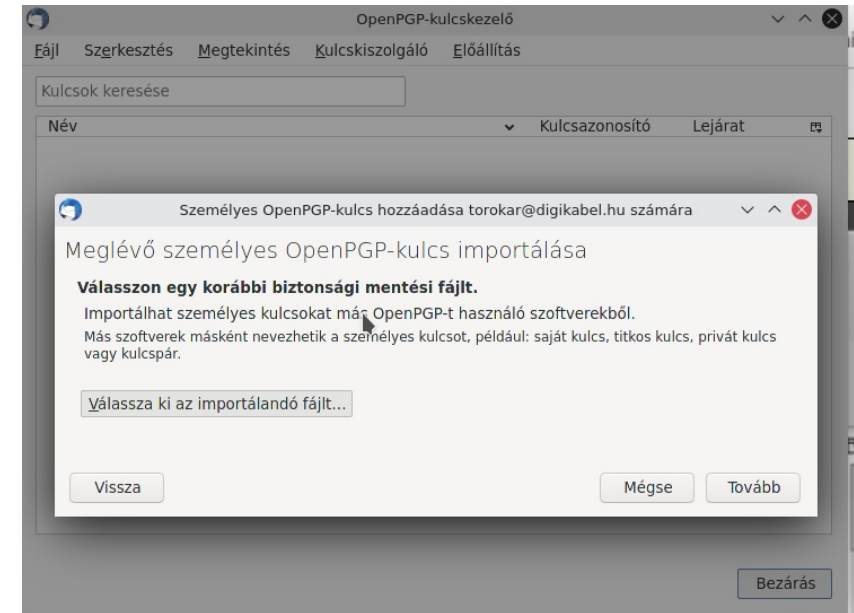 OpenPGP-kulcskezelő
Fájl Szerkesztés Megtekintés Kulcskiszolgáló Előállítás
Kulcsok keresése
Név Kulcsazonosító Lejárat
Személyes OpenPGP-kulcs hozzáadása torokar@digikabel.hu számára
Meglévő személyes OpenPGP-kulcs importálása
Válasszon egy korábbi biztonsági mentési fájlt.
Importálhat személyes kulcsokat más OpenPGP-t használó szoftverekből.
Más szoftverek másként nevezhetik a személyes kulcsot, például: saját kulcs, titkos kulcs, privát kulcs
vagy kulcspár.
Válassza ki az importálandó fájlt...
Vissza Mégse Tovább
Bezárás